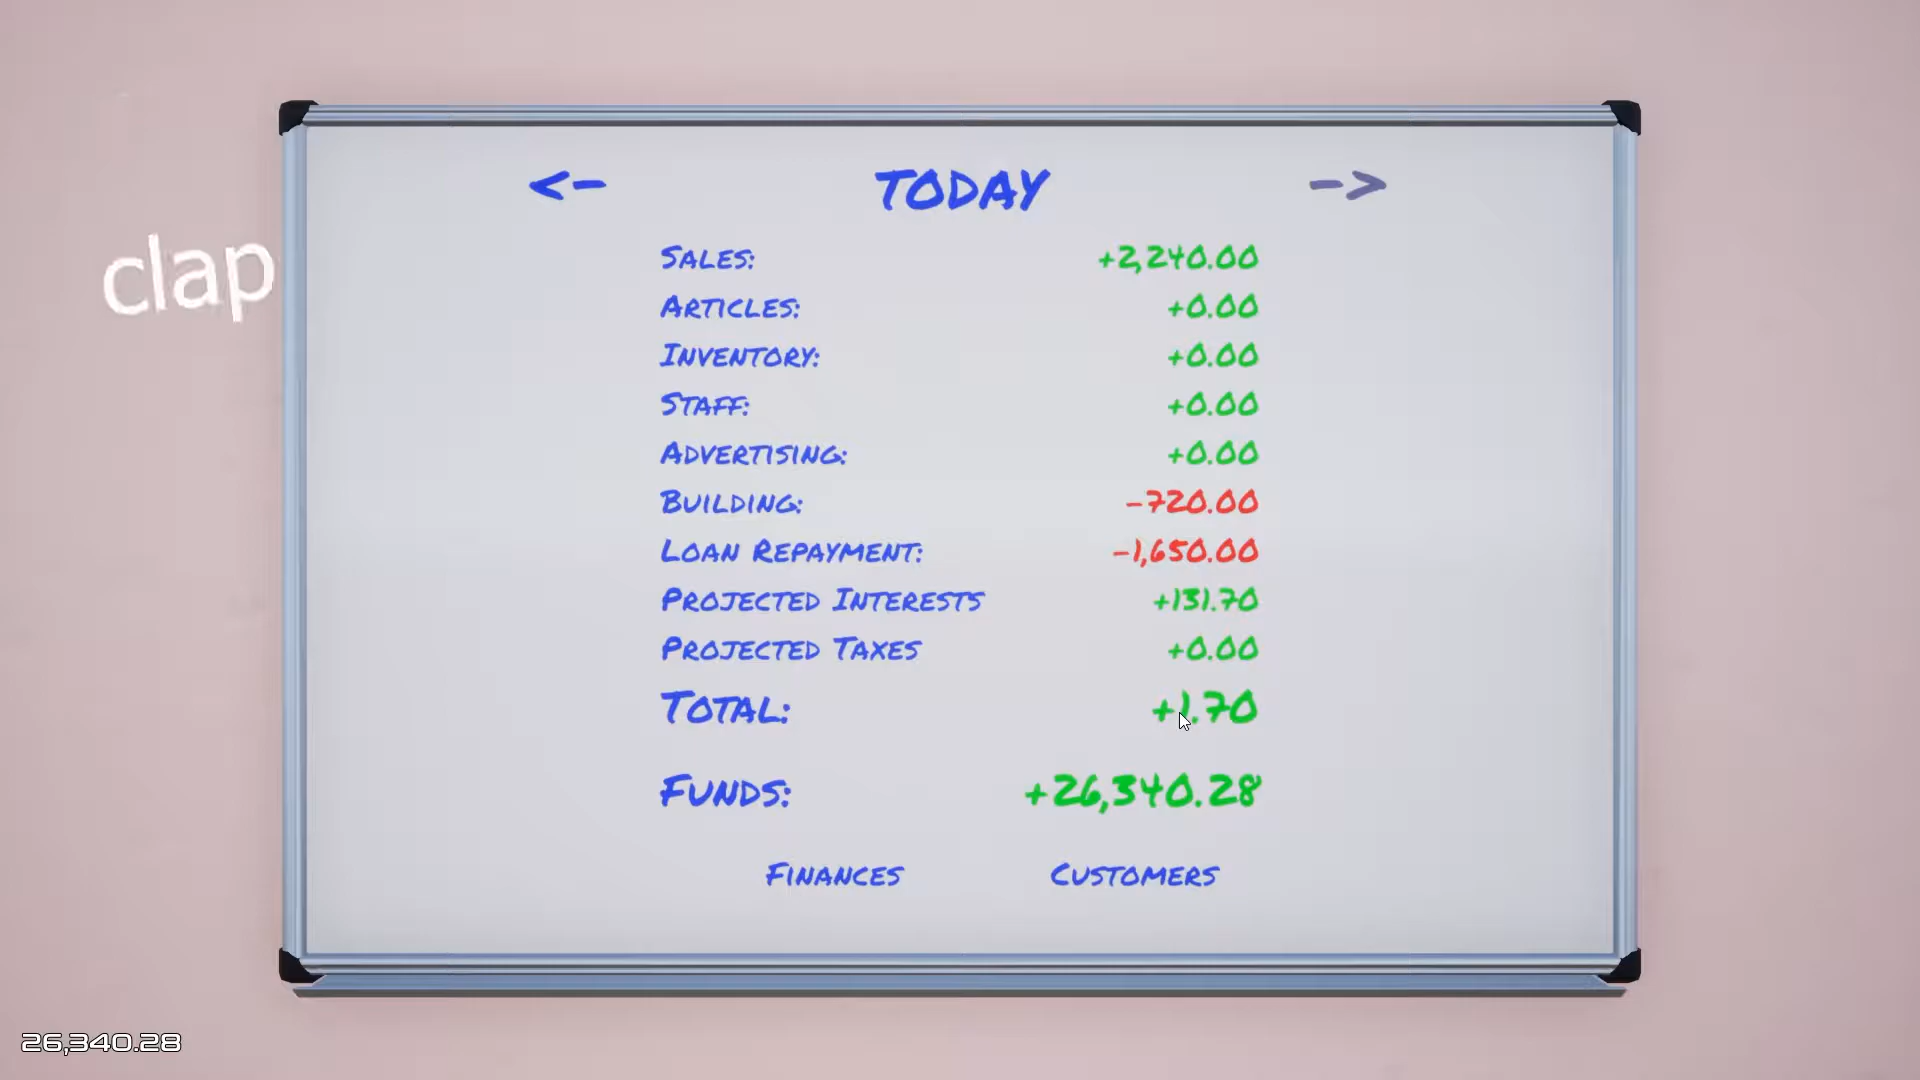 <- TODAY ->
clap
SALES: +2,240.00
ARTICLES: +0.00
INVENTORY: +0.00
STAFF: +0.00
ADVERTISING: +0.00
BUILDING: -720.00
LOAN REPAYMENT: -1,650.00
PROJECTED INTERESTS +131.70
PROJECTED TAXES +0.00
TOTAL: +1.70
FUNDS: +26,340.28
FINANCES CUSTOMERS
26,340.28